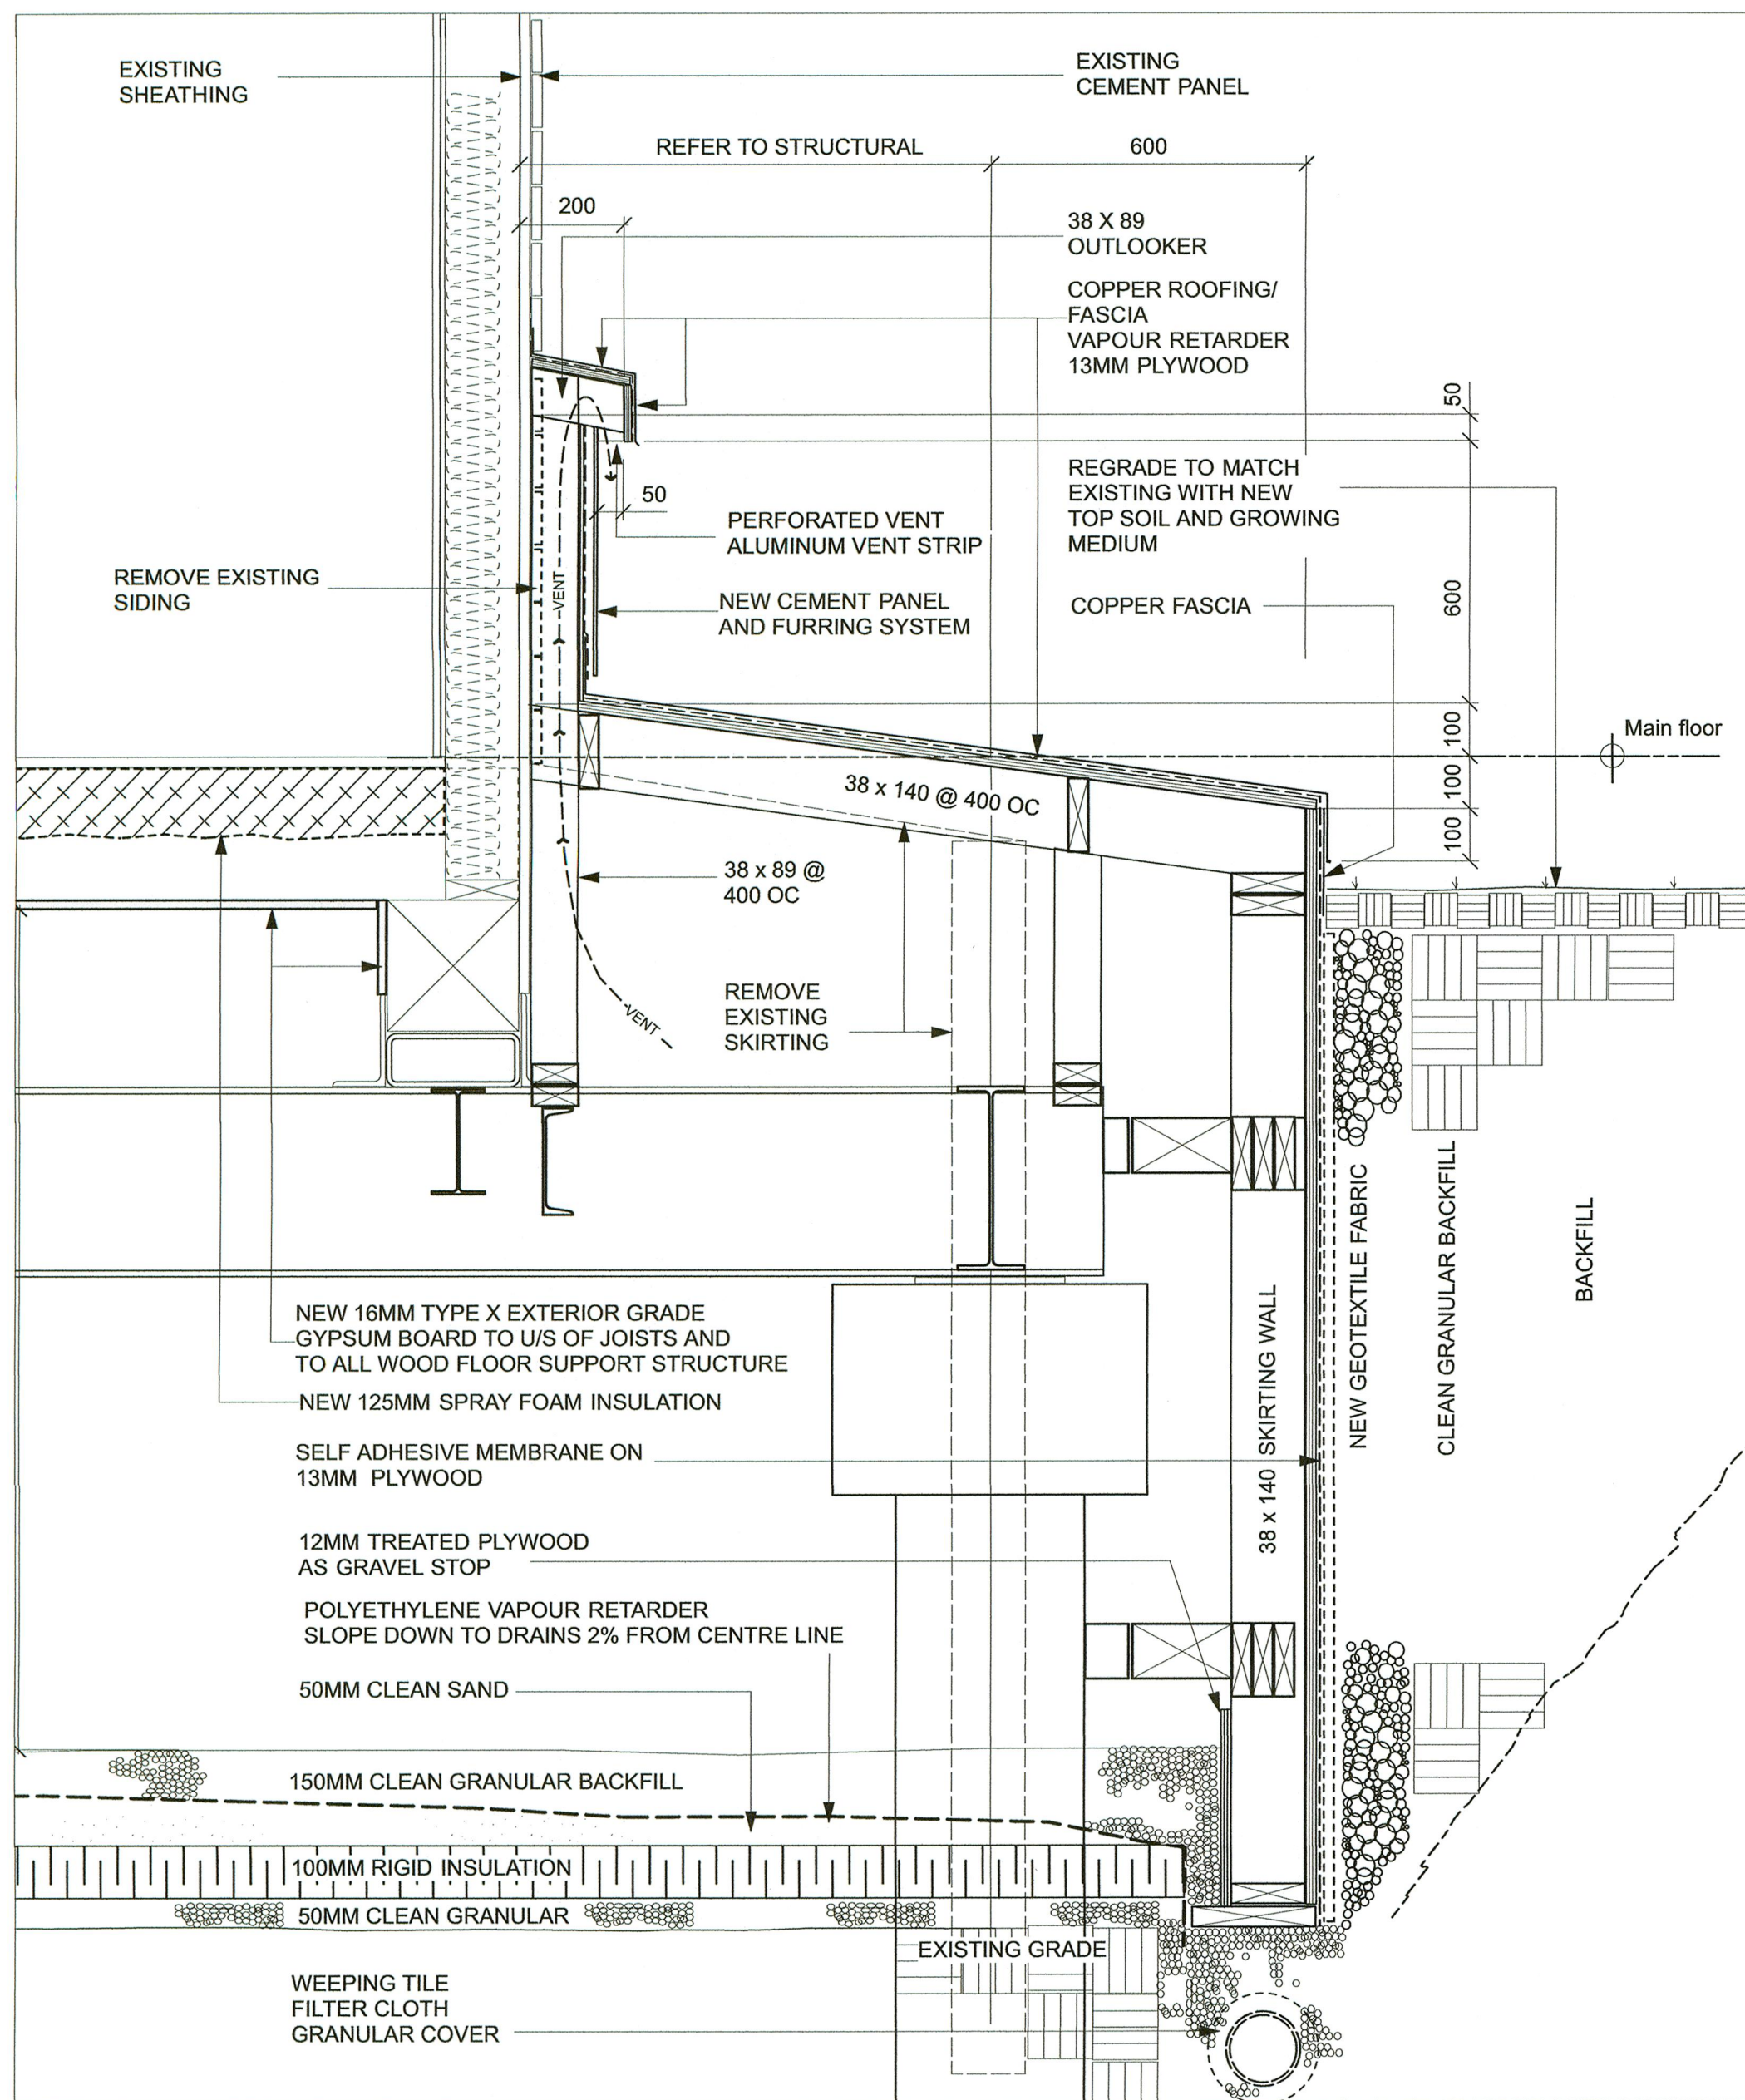 EXISTING
SHEATHING
EXISTING
CEMENT PANEL
REFER TO STRUCTURAL
600
200
38 X 89
OUTLOOKER
COPPER ROOFING/
FASCIA
VAPOUR RETARDER
13MM PLYWOOD
50
REGRADE TO MATCH
EXISTING WITH NEW
TOP SOIL AND GROWING
MEDIUM
50
PERFORATED VENT
ALUMINUM VENT STRIP
REMOVE EXISTING
SIDING
VENT
NEW CEMENT PANEL
AND FURRING SYSTEM
COPPER FASCIA
600
100
Main floor
100
38 x 140 @ 400 OC
100
38 x 89 @
400 OC
REMOVE
EXISTING
SKIRTING
VENT
NEW GEOTEXTILE FABRIC
CLEAN GRANULAR BACKFILL
BACKFILL
38 x 140 SKIRTING WALL
NEW 16MM TYPE X EXTERIOR GRADE
GYPSUM BOARD TO U/S OF JOISTS AND
TO ALL WOOD FLOOR SUPPORT STRUCTURE
NEW 125MM SPRAY FOAM INSULATION
SELF ADHESIVE MEMBRANE ON
13MM PLYWOOD
12MM TREATED PLYWOOD
AS GRAVEL STOP
POLYETHYLENE VAPOUR RETARDER
SLOPE DOWN TO DRAINS 2% FROM CENTRE LINE
50MM CLEAN SAND
150MM CLEAN GRANULAR BACKFILL
100MM RIGID INSULATION
50MM CLEAN GRANULAR
EXISTING GRADE
WEEPING TILE
FILTER CLOTH
GRANULAR COVER